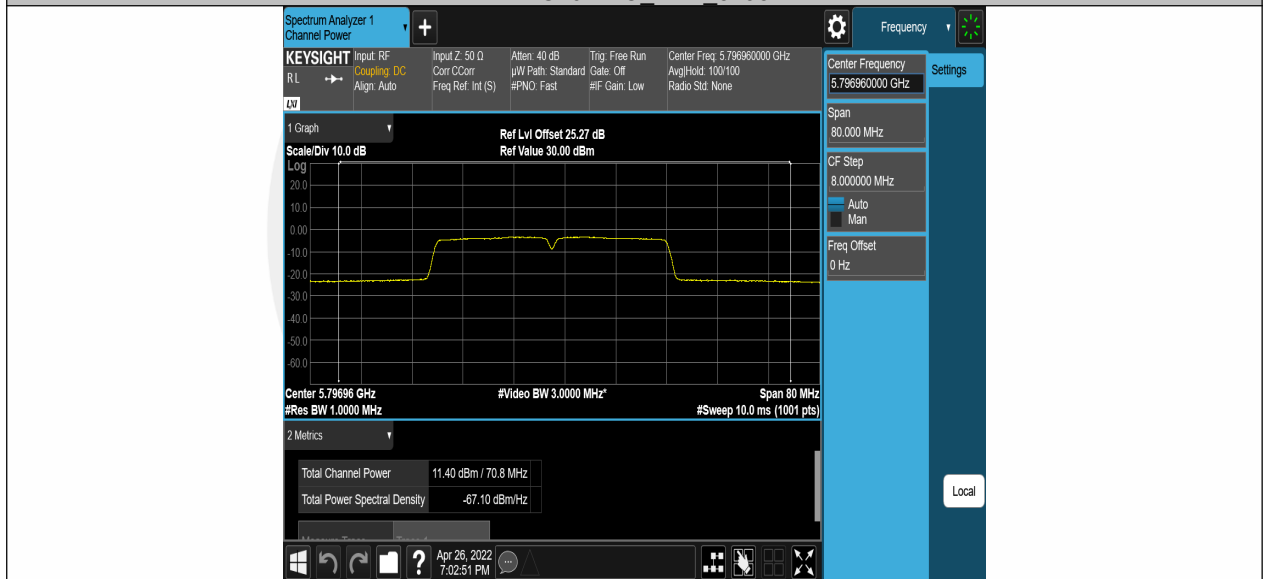 Spectrum Analyzer 1
Channel Power
+
Frequency
KEYSIGHT
RL
LXI
Input: RF
Coupling: DC
Align: Auto
Input Z: 50 Ω
Corr CCorr
Freq Ref: Int (S)
Atten: 40 dB
µW Path: Standard
#PNO: Fast
Trig: Free Run
Gate: Off
#IF Gain: Low
Center Freq: 5.796960000 GHz
Avg|Hold: 100/100
Radio Std: None
Center Frequency
5.796960000 GHz
Settings
Span
80.000 MHz
CF Step
8.000000 MHz
Auto
Man
Freq Offset
0 Hz
Local
1 Graph
Ref Lvl Offset 25.27 dB
Scale/Div 10.0 dB
Ref Value 30.00 dBm
Log
20.0
10.0
0.00
-10.0
-20.0
-30.0
-40.0
-50.0
-60.0
Center 5.79696 GHz
#Video BW 3.0000 MHz*
Span 80 MHz
#Res BW 1.0000 MHz
#Sweep 10.0 ms (1001 pts)
2 Metrics
Total Channel Power 11.40 dBm / 70.8 MHz
Total Power Spectral Density -67.10 dBm/Hz
?
Apr 26, 2022
7:02:51 PM